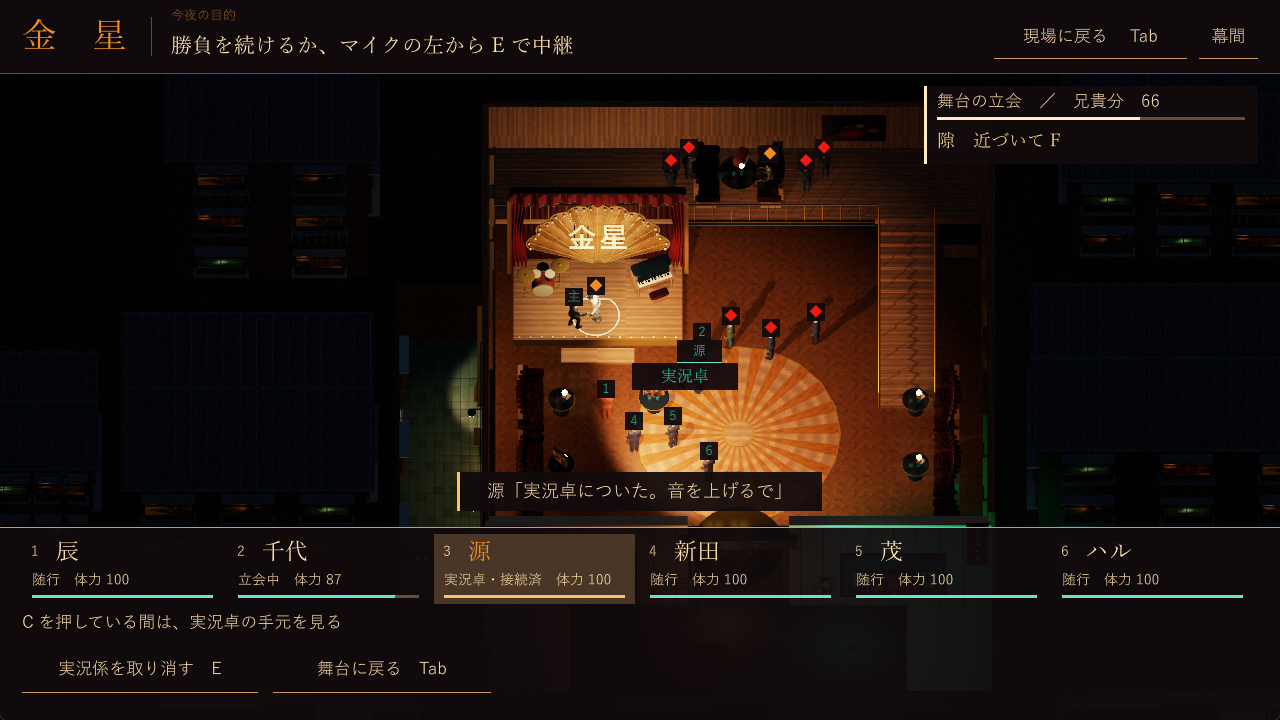 金 星
今夜の目的
勝負を続けるか、マイクの左から E で中継
現場に戻る Tab
幕間
舞台の立会 ／ 兄貴分 66
隙 近づいて F
金星
主
2
源
実況卓
1
4
5
6
源「実況卓についた。音を上げるで」
1 辰
随行 体力 100
2 千代
立会中 体力 87
3 源
実況卓・接続済 体力 100
4 新田
随行 体力 100
5 茂
随行 体力 100
6 ハル
随行 体力 100
C を押している間は、実況卓の手元を見る
実況係を取り消す E
舞台に戻る Tab